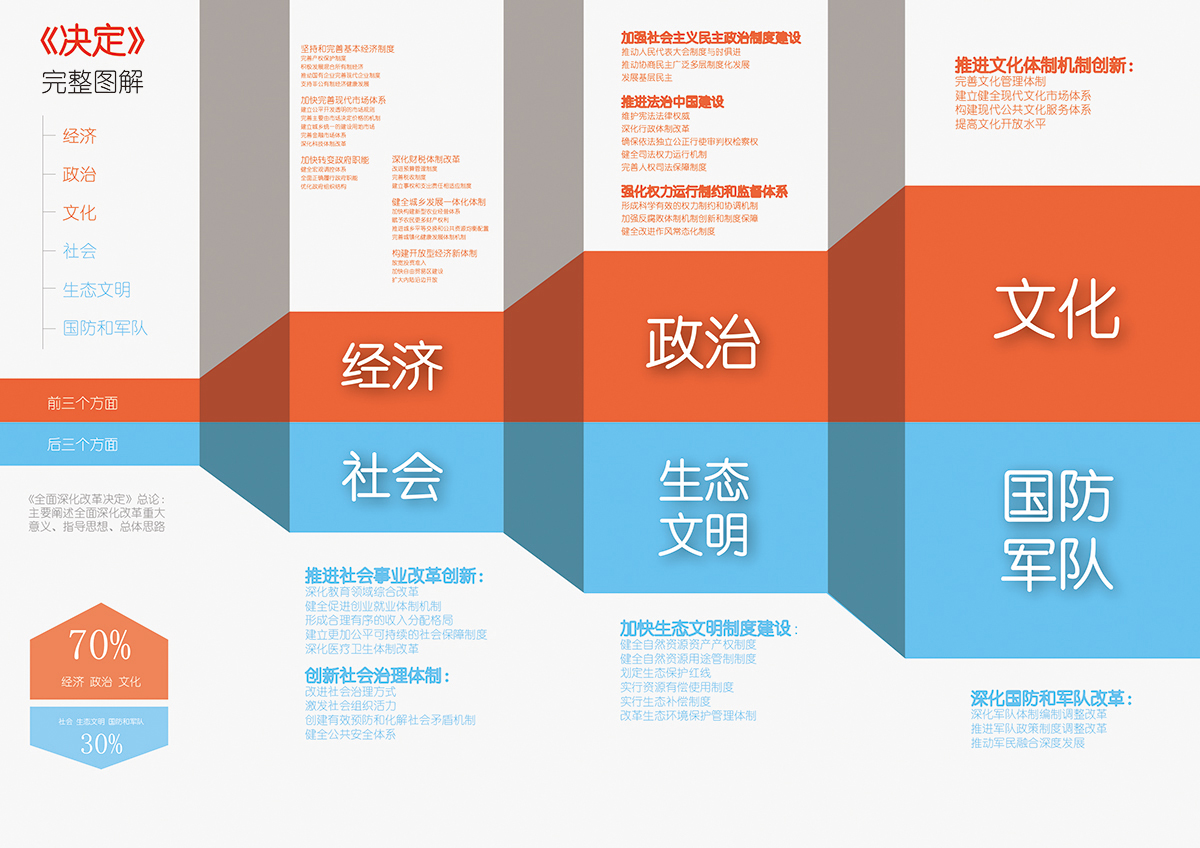 《决定》
完整图解
经济
政治
文化
社会
生态文明
国防和军队
前三个方面
后三个方面
《全面深化改革决定》总论：
主要阐述全面深化改革重大
意义、指导思想、总体思路
70%
经济 政治 文化
社会 生态文明 国防和军队
30%
坚持和完善基本经济制度
完善产权保护制度
积极发展混合所有制经济
推动国有企业完善现代企业制度
支持非公有制经济健康发展
加快完善现代市场体系
建立公平开放透明的市场规则
完善主要由市场决定价格的机制
建立城乡统一的建设用地市场
完善金融市场体系
深化科技体制改革
加快转变政府职能
健全宏观调控体系
全面正确履行政府职能
优化政府组织结构
深化财税体制改革
改进预算管理制度
完善税收制度
建立事权和支出责任相适应制度
健全城乡发展一体化体制
加快构建新型农业经营体系
赋予农民更多财产权利
推进城乡平等交换和公共资源均衡配置
完善城镇化健康发展体制机制
构建开放型经济新体制
放宽投资准入
加快自由贸易区建设
扩大内陆沿边开放
经济
社会
推进社会事业改革创新：
深化教育领域综合改革
健全促进创业就业体制机制
形成合理有序的收入分配格局
建立更加公平可持续的社会保障制度
深化医疗卫生体制改革
创新社会治理体制：
改进社会治理方式
激发社会组织活力
创建有效预防和化解社会矛盾机制
健全公共安全体系
加强社会主义民主政治制度建设
推动人民代表大会制度与时俱进
推动协商民主广泛多层制度化发展
发展基层民主
推进法治中国建设
维护宪法法律权威
深化行政体制改革
确保依法独立公正行使审判权检察权
健全司法权力运行机制
完善人权司法保障制度
强化权力运行制约和监督体系
形成科学有效的权力制约和协调机制
加强反腐败体制机制创新和制度保障
健全改进作风常态化制度
政治
生态
文明
加快生态文明制度建设：
健全自然资源资产产权制度
健全自然资源用途管制制度
划定生态保护红线
实行资源有偿使用制度
实行生态补偿制度
改革生态环境保护管理体制
推进文化体制机制创新：
完善文化管理体制
建立健全现代文化市场体系
构建现代公共文化服务体系
提高文化开放水平
文化
国防
军队
深化国防和军队改革：
深化军队体制编制调整改革
推进军队政策制度调整改革
推动军民融合深度发展